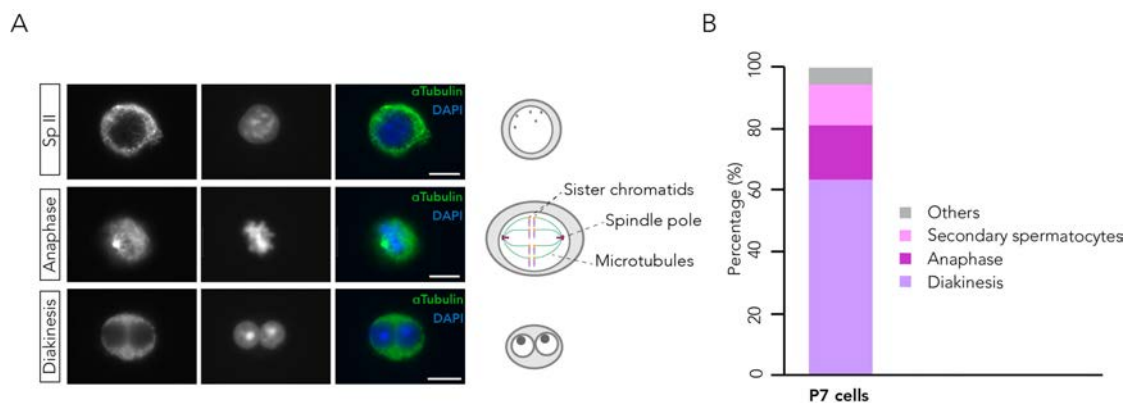 A
B
Sp II
αTubulin
DAPI
Anaphase
αTubulin
DAPI
Diakinesis
αTubulin
DAPI
Sister chromatids
Spindle pole
Microtubules
Percentage (%)
100
80
60
40
20
0
P7 cells
Others
Secondary spermatocytes
Anaphase
Diakinesis